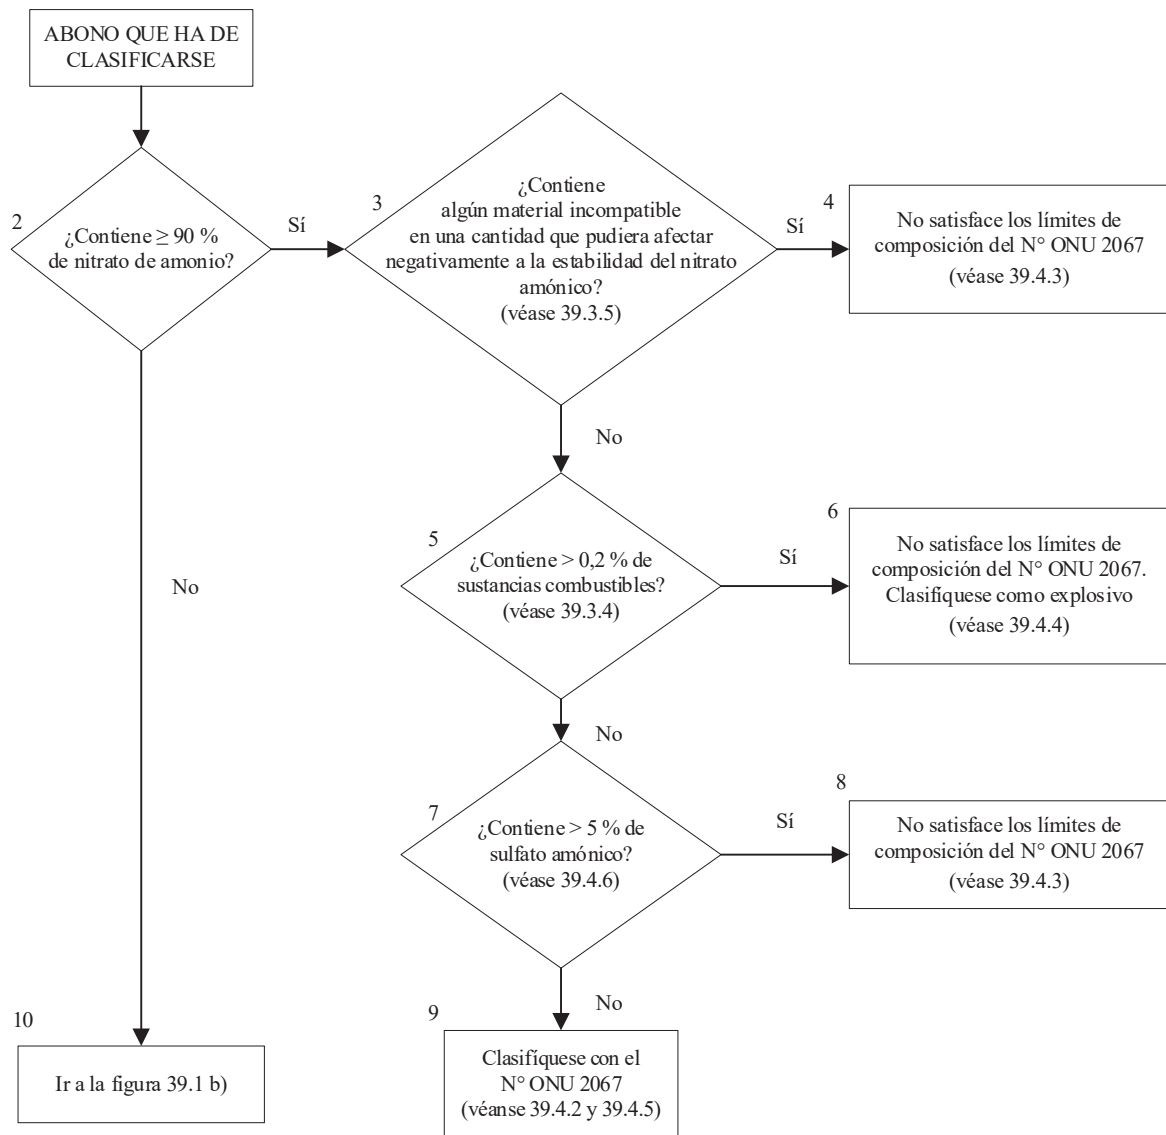 ABONO QUE HA DE
CLASIFICARSE
2
¿Contiene ≥ 90 %
de nitrato de amonio?
Sí
3
¿Contiene
algún material incompatible
en una cantidad que pudiera afectar
negativamente a la estabilidad del nitrato
amónico?
(véase 39.3.5)
Sí
4
No satisface los límites de
composición del N° ONU 2067
(véase 39.4.3)
No
No
5
¿Contiene > 0,2 % de
sustancias combustibles?
(véase 39.3.4)
Sí
6
No satisface los límites de
composición del N° ONU 2067.
Clasifíquese como explosivo
(véase 39.4.4)
No
7
¿Contiene > 5 % de
sulfato amónico?
(véase 39.4.6)
Sí
8
No satisface los límites de
composición del N° ONU 2067
(véase 39.4.3)
No
9
Clasifíquese con el
N° ONU 2067
(véanse 39.4.2 y 39.4.5)
10
Ir a la figura 39.1 b)